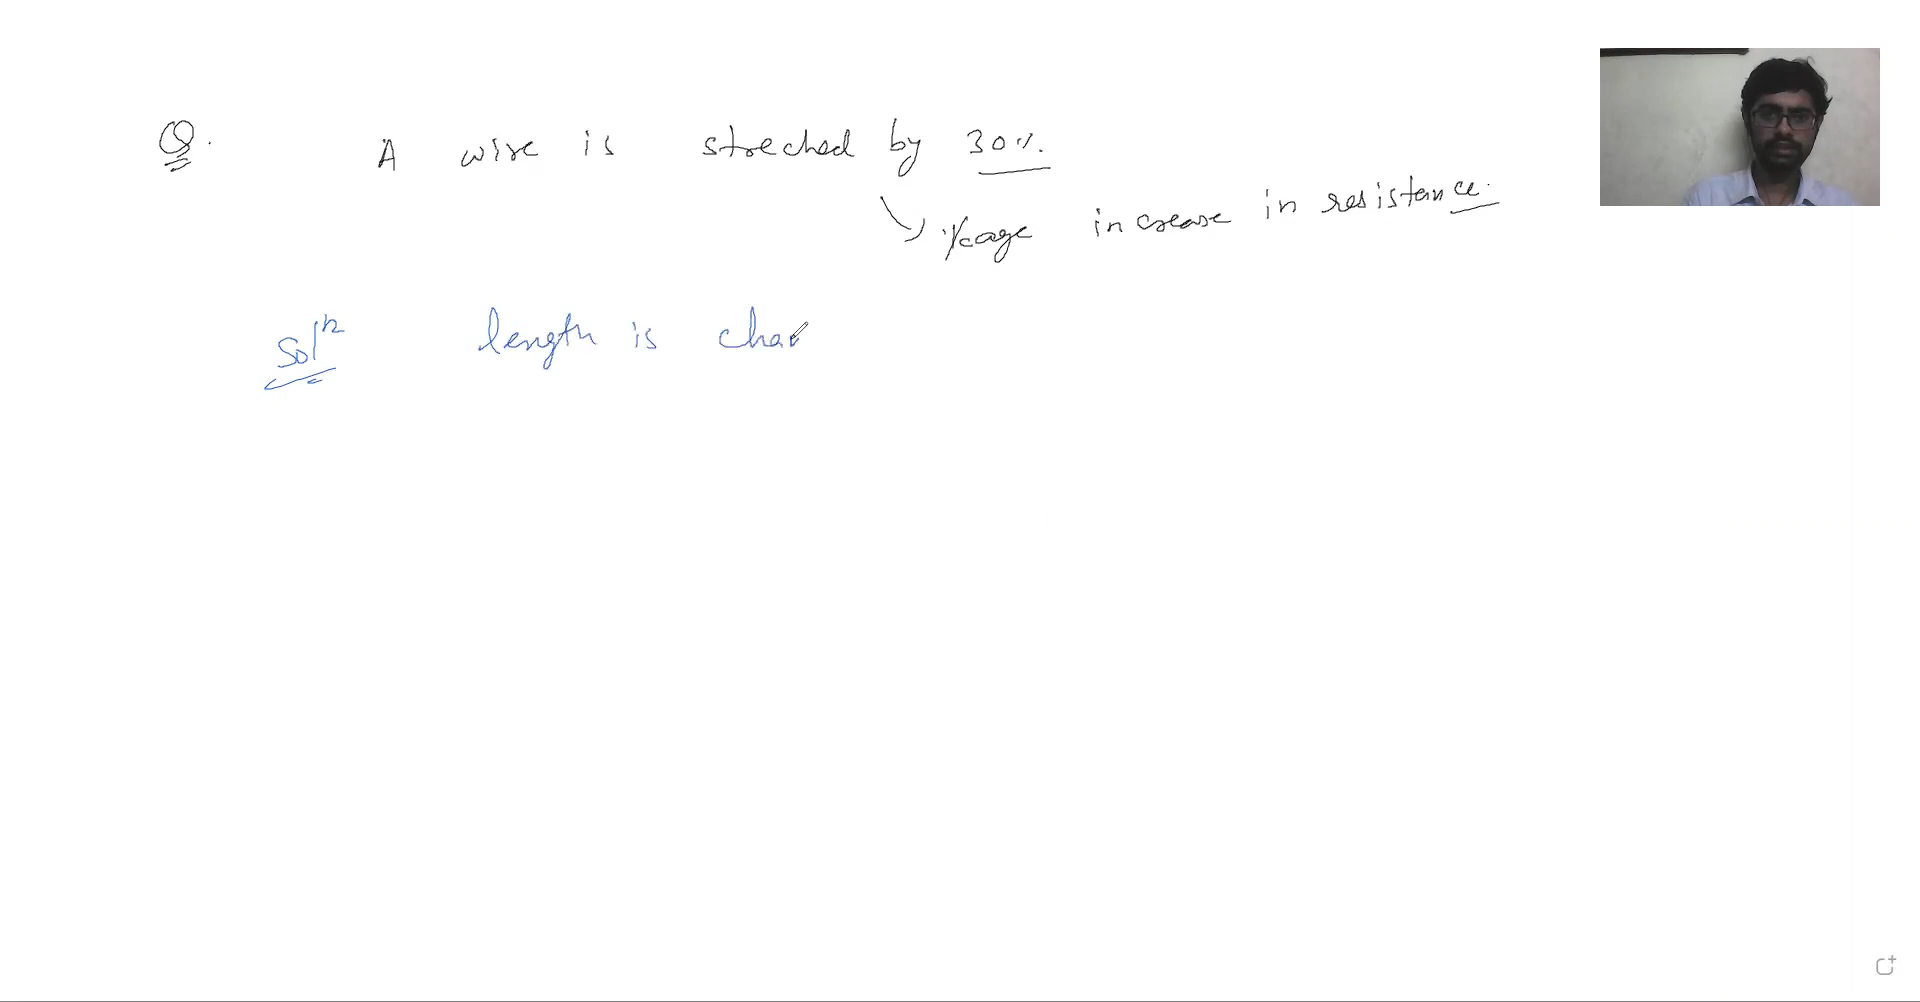 Q. A wire is streched by 30%.
%age increase in resistance.
Solⁿ length is cha